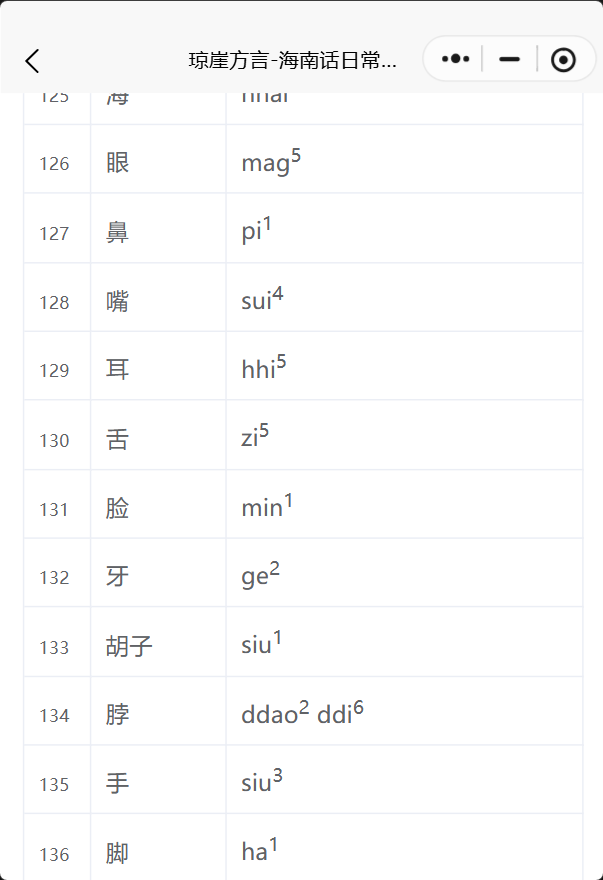 琼崖方言-海南话日常...
125 海
126 眼 mag⁵
127 鼻 pi¹
128 嘴 sui⁴
129 耳 hhi⁵
130 舌 zi⁵
131 脸 min¹
132 牙 ge²
133 胡子 siu¹
134 脖 ddao² ddi⁶
135 手 siu³
136 脚 ha¹